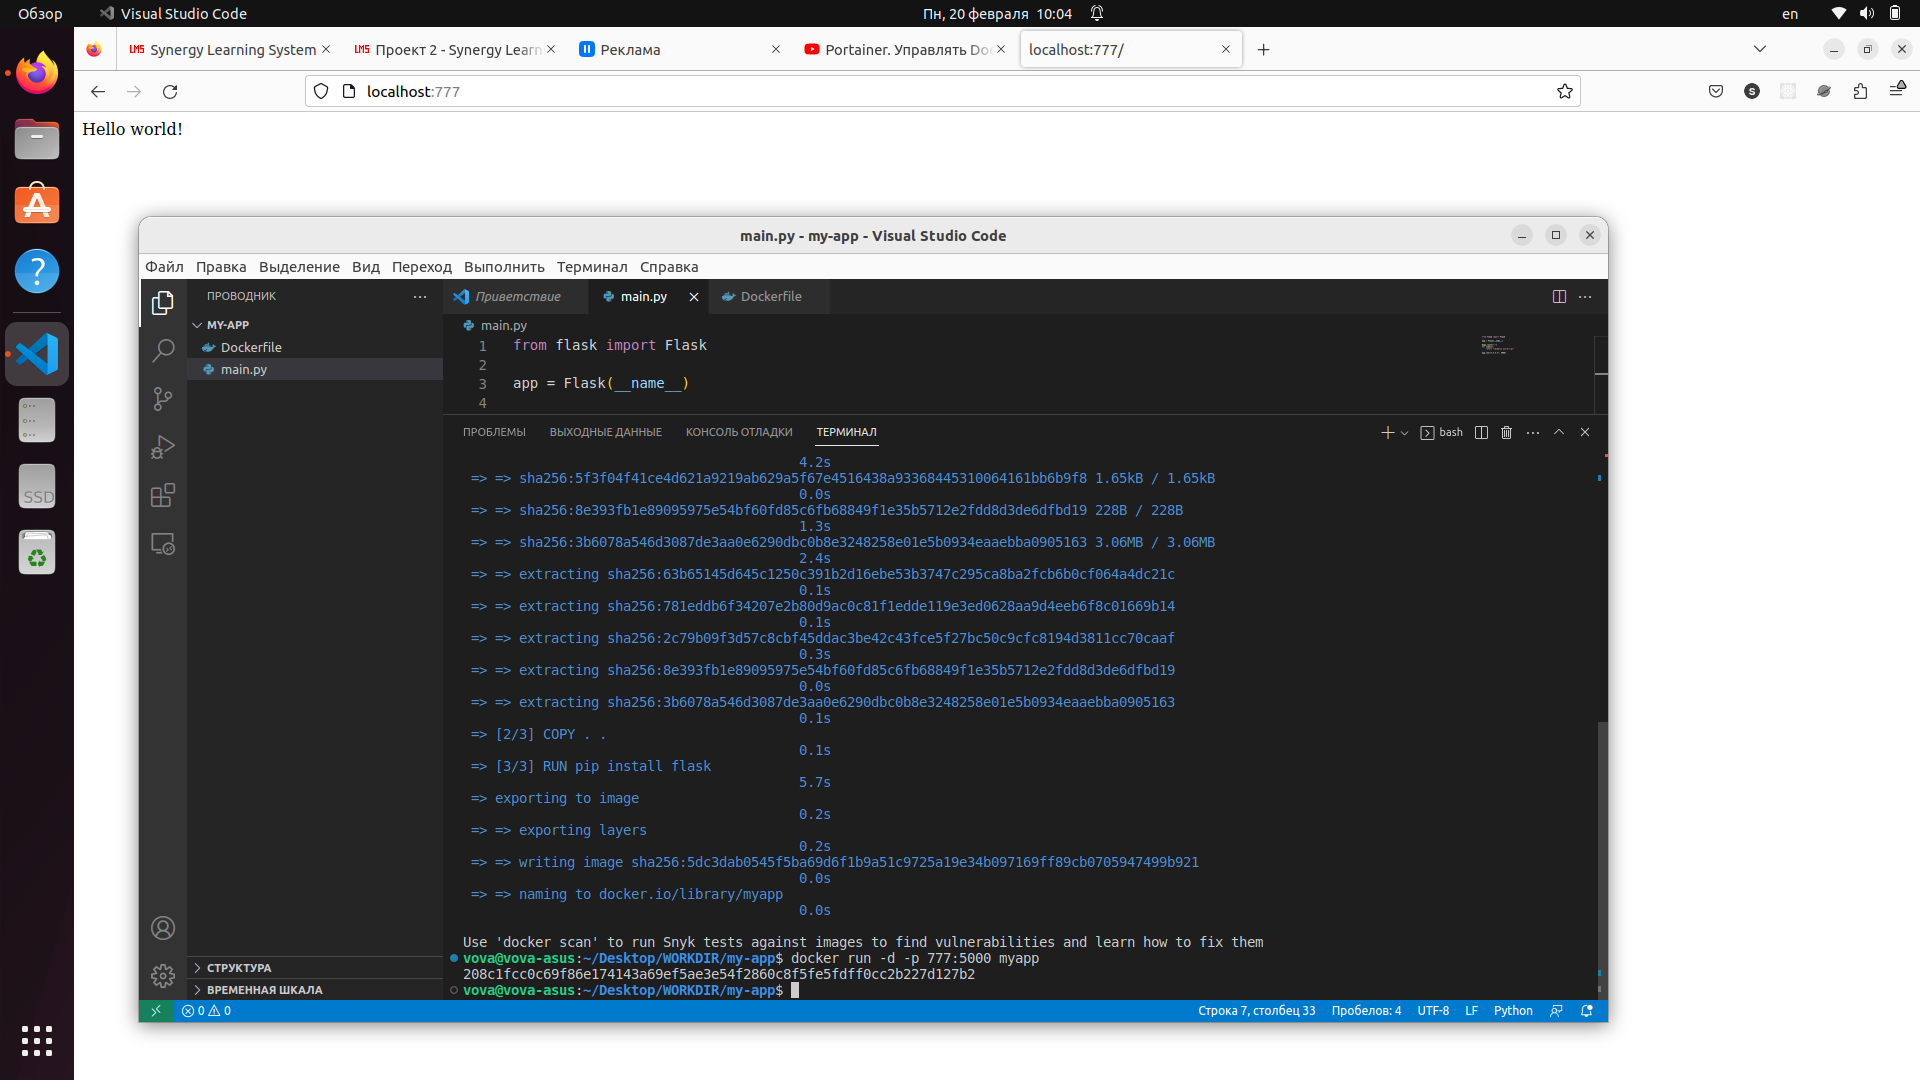 Обзор
Visual Studio Code
Пн, 20 февраля 10:04
en
Synergy Learning System
Проект 2 - Synergy Learn
Реклама
Portainer. Управлять Do
localhost:777/
localhost:777
Hello world!
main.py - my-app - Visual Studio Code
Файл Правка Выделение Вид Переход Выполнить Терминал Справка
ПРОВОДНИК
MY-APP
Dockerfile
main.py
СТРУКТУРА
ВРЕМЕННАЯ ШКАЛА
Приветствие
main.py
Dockerfile
main.py
1 from flask import Flask
2
3 app = Flask(__name__)
4
ПРОБЛЕМЫ ВЫХОДНЫЕ ДАННЫЕ КОНСОЛЬ ОТЛАДКИ ТЕРМИНАЛ
bash
4.2s
=> => sha256:5f3f04f41ce4d621a9219ab629a5f67e4516438a93368445310064161bb6b9f8 1.65kB / 1.65kB
0.0s
=> => sha256:8e393fb1e89095975e54bf60fd85c6fb68849f1e35b5712e2fdd8d3de6dfbd19 228B / 228B
1.3s
=> => sha256:3b6078a546d3087de3aa0e6290dbc0b8e3248258e01e5b0934eaaebba0905163 3.06MB / 3.06MB
2.4s
=> => extracting sha256:63b65145d645c1250c391b2d16ebe53b3747c295ca8ba2fcb6b0cf064a4dc21c
0.1s
=> => extracting sha256:781eddb6f34207e2b80d9ac0c81f1edde119e3ed0628aa9d4eeb6f8c01669b14
0.1s
=> => extracting sha256:2c79b09f3d57c8cbf45ddac3be42c43fce5f27bc50c9cfc8194d3811cc70caaf
0.3s
=> => extracting sha256:8e393fb1e89095975e54bf60fd85c6fb68849f1e35b5712e2fdd8d3de6dfbd19
0.0s
=> => extracting sha256:3b6078a546d3087de3aa0e6290dbc0b8e3248258e01e5b0934eaaebba0905163
0.1s
=> [2/3] COPY . .
0.1s
=> [3/3] RUN pip install flask
5.7s
=> exporting to image
0.2s
=> => exporting layers
0.2s
=> => writing image sha256:5dc3dab0545f5ba69d6f1b9a51c9725a19e34b097169ff89cb0705947499b921
0.0s
=> => naming to docker.io/library/myapp
0.0s
Use 'docker scan' to run Snyk tests against images to find vulnerabilities and learn how to fix them
vova@vova-asus:~/Desktop/WORKDIR/my-app$ docker run -d -p 777:5000 myapp
208c1fcc0c69f86e174143a69ef5ae3e54f2860c8f5fe5fdff0cc2b227d127b2
vova@vova-asus:~/Desktop/WORKDIR/my-app$
0 0
Строка 7, столбец 33 Пробелов: 4 UTF-8 LF Python
SSD